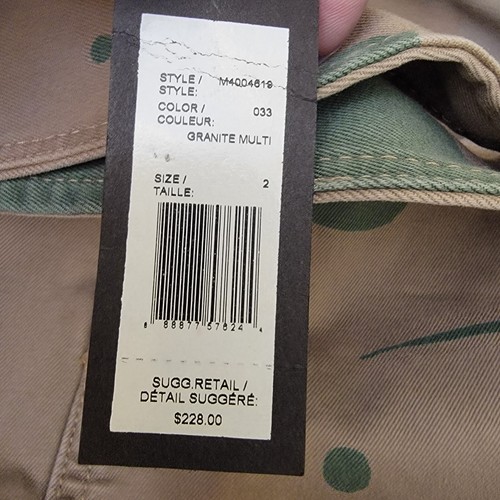 STYLE / M4004619
STYLE:
COLOR / 033
COULEUR:
GRANITE MULTI
SIZE / 2
TAILLE:
8 88877 57824 4
SUGG.RETAIL /
DÉTAIL SUGGÉRÉ:
$228.00